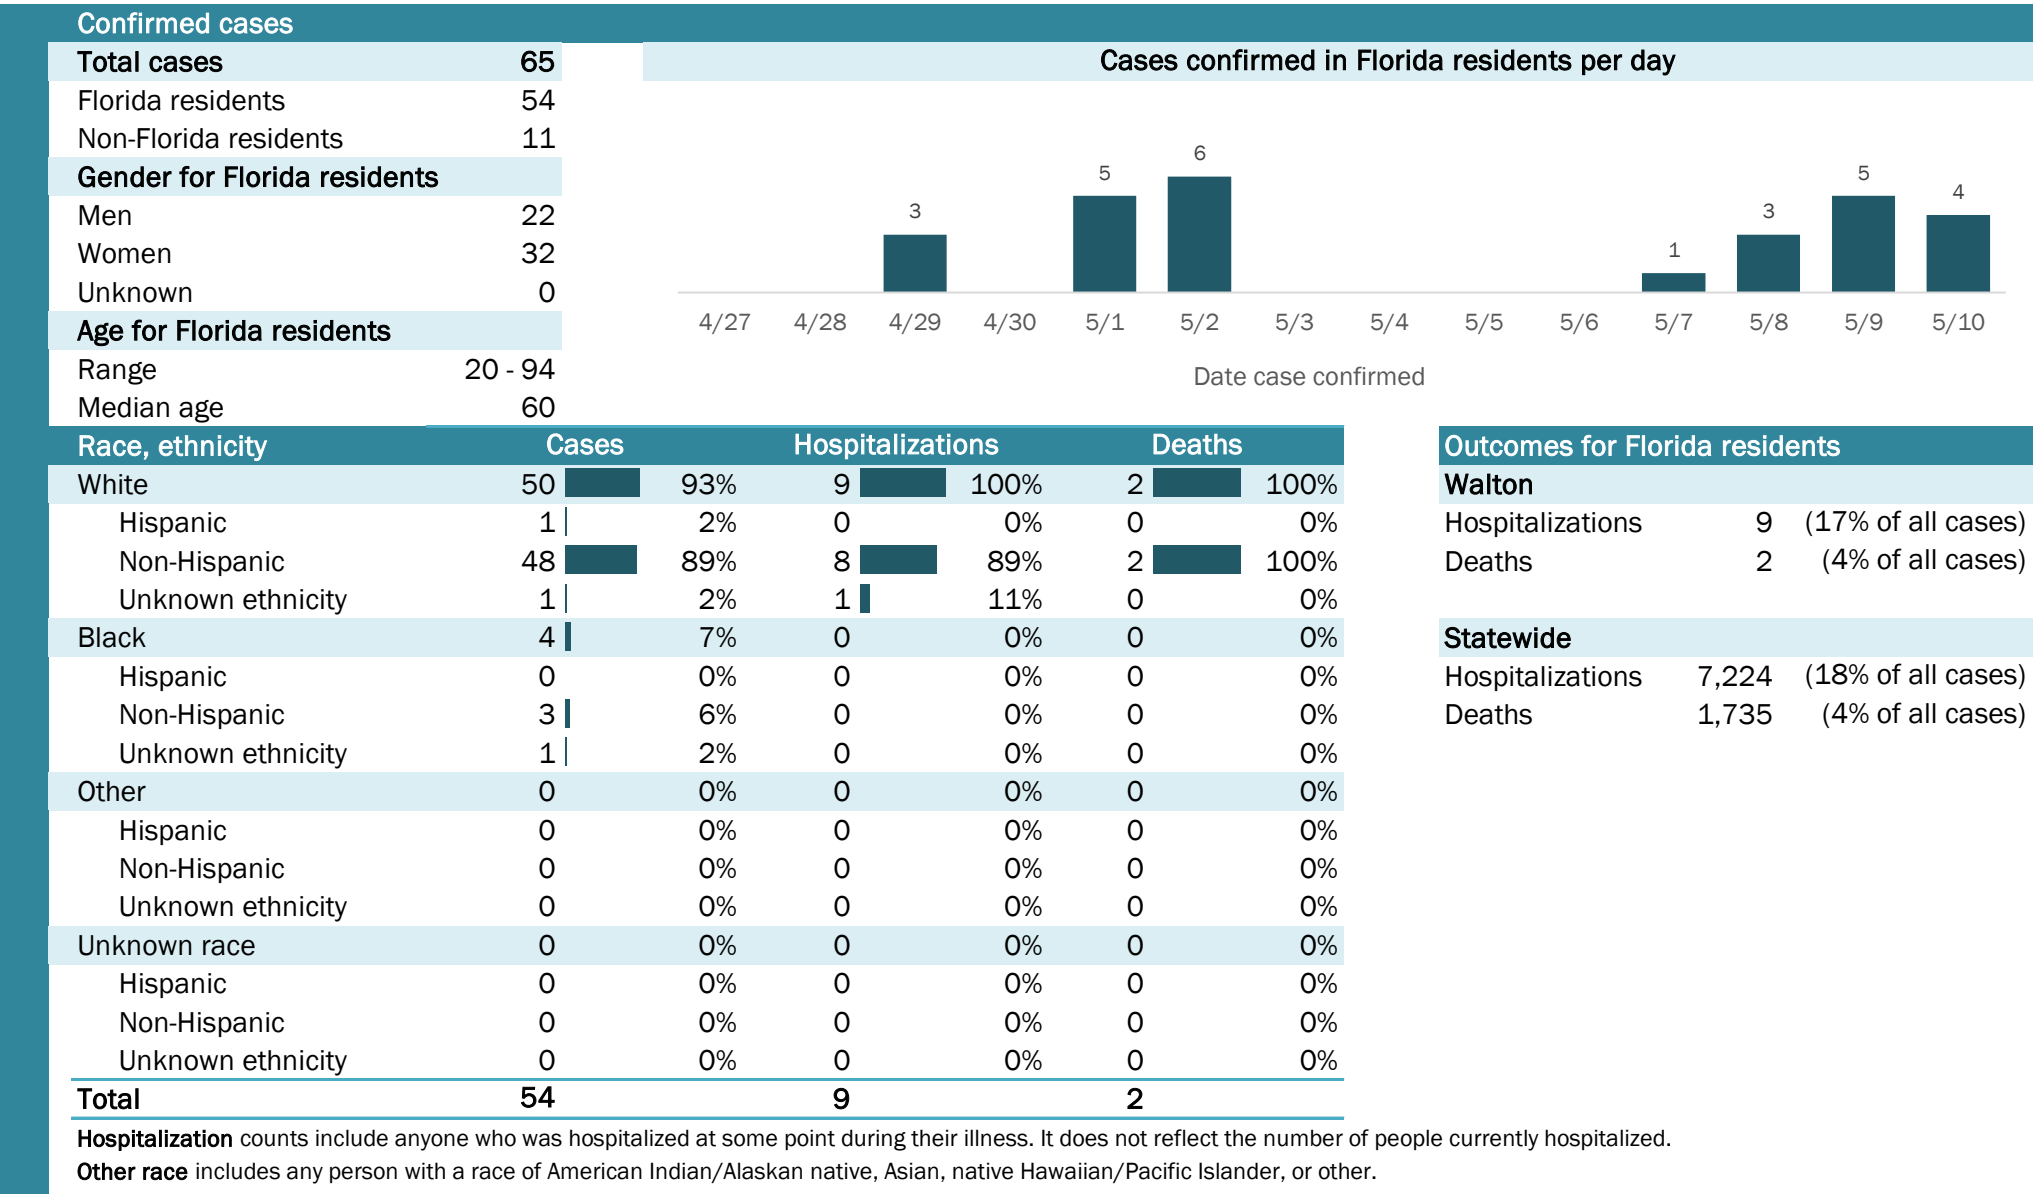 Confirmed cases
Total cases 65
Florida residents 54
Non-Florida residents 11
Gender for Florida residents
Men 22
Women 32
Unknown 0
Age for Florida residents
Range 20 - 94
Median age 60
Cases confirmed in Florida residents per day
3 5 6 1 3 5 4
4/27 4/28 4/29 4/30 5/1 5/2 5/3 5/4 5/5 5/6 5/7 5/8 5/9 5/10
Date case confirmed
Race, ethnicity Cases Hospitalizations Deaths
White 50 93% 9 100% 2 100%
Hispanic 1 2% 0 0% 0 0%
Non-Hispanic 48 89% 8 89% 2 100%
Unknown ethnicity 1 2% 1 11% 0 0%
Black 4 7% 0 0% 0 0%
Hispanic 0 0% 0 0% 0 0%
Non-Hispanic 3 6% 0 0% 0 0%
Unknown ethnicity 1 2% 0 0% 0 0%
Other 0 0% 0 0% 0 0%
Hispanic 0 0% 0 0% 0 0%
Non-Hispanic 0 0% 0 0% 0 0%
Unknown ethnicity 0 0% 0 0% 0 0%
Unknown race 0 0% 0 0% 0 0%
Hispanic 0 0% 0 0% 0 0%
Non-Hispanic 0 0% 0 0% 0 0%
Unknown ethnicity 0 0% 0 0% 0 0%
Total 54 9 2
Outcomes for Florida residents
Walton
Hospitalizations 9 (17% of all cases)
Deaths 2 (4% of all cases)
Statewide
Hospitalizations 7,224 (18% of all cases)
Deaths 1,735 (4% of all cases)
Hospitalization counts include anyone who was hospitalized at some point during their illness. It does not reflect the number of people currently hospitalized.
Other race includes any person with a race of American Indian/Alaskan native, Asian, native Hawaiian/Pacific Islander, or other.